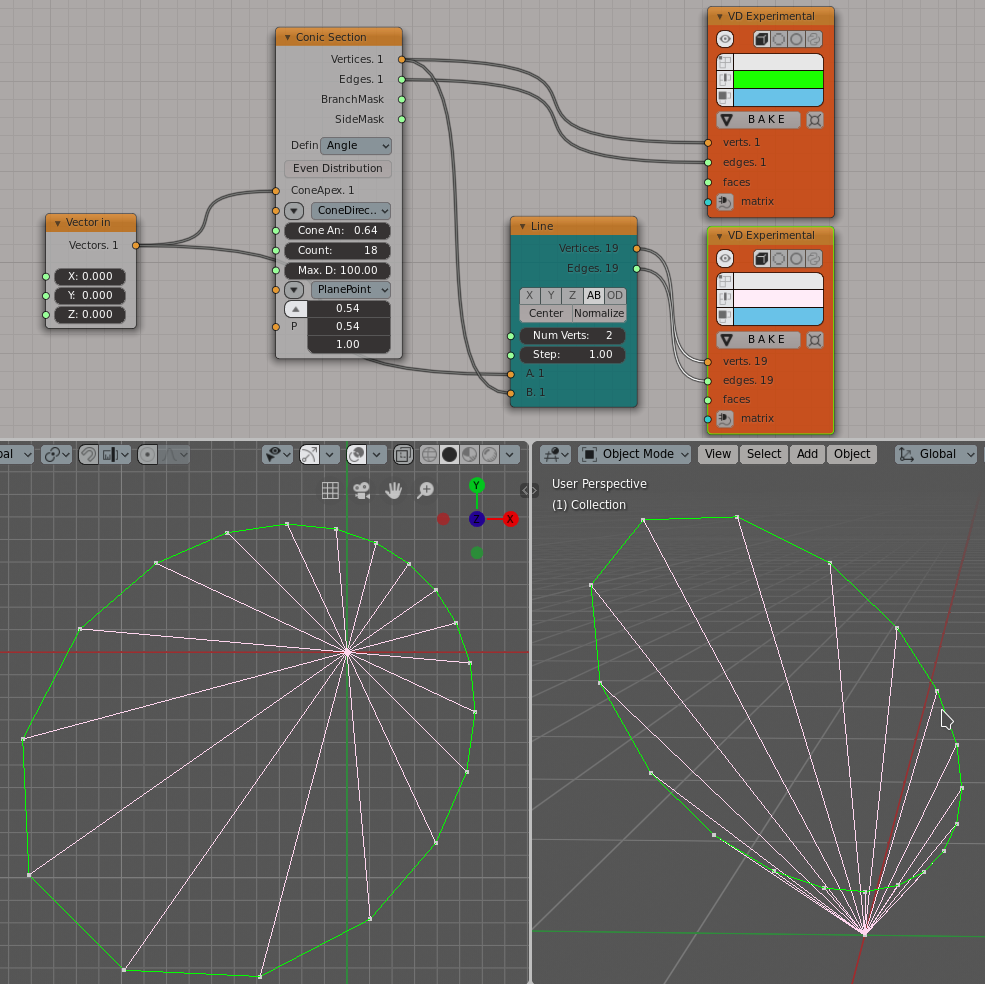 Vector in
Vectors. 1
X: 0.000
Y: 0.000
Z: 0.000
Conic Section
Vertices. 1
Edges. 1
BranchMask
SideMask
Defin Angle
Even Distribution
ConeApex. 1
ConeDirec..
Cone An: 0.64
Count: 18
Max. D: 100.00
PlanePoint
0.54
P 0.54
1.00
Line
Vertices. 19
Edges. 19
X Y Z AB OD
Center Normalize
Num Verts: 2
Step: 1.00
A. 1
B. 1
VD Experimental
BAKE
verts. 1
edges. 1
faces
matrix
VD Experimental
BAKE
verts. 19
edges. 19
faces
matrix
bal
Y
Z X
Object Mode View Select Add Object Global
User Perspective
(1) Collection